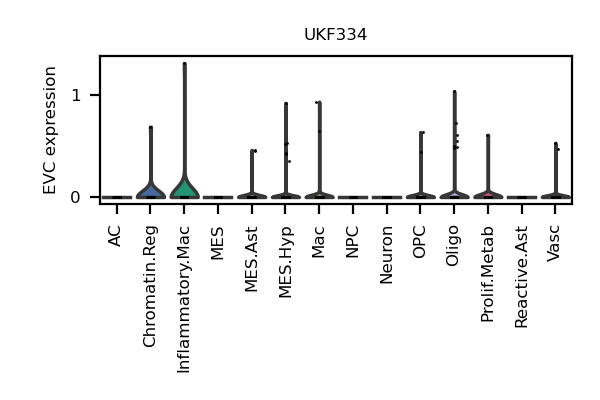 UKF334
EVC expression
1
0
AC
Chromatin.Reg
Inflammatory.Mac
MES
MES.Ast
MES.Hyp
Mac
NPC
Neuron
OPC
Oligo
Prolif.Metab
Reactive.Ast
Vasc